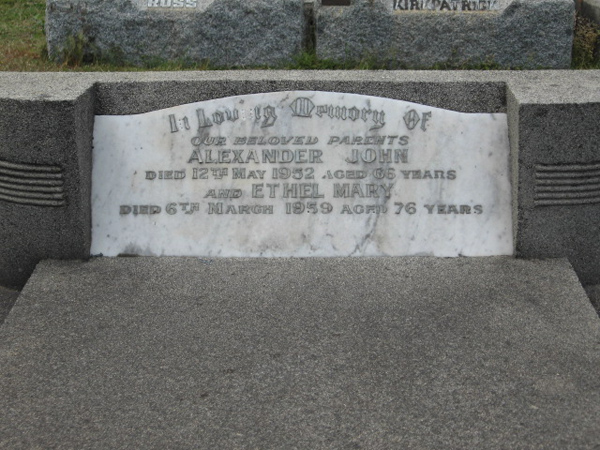 ROSS
KIRKPATRICK
In Loving Memory Of
OUR BELOVED PARENTS
ALEXANDER JOHN
DIED 12TH MAY 1952 AGED 66 YEARS
AND ETHEL MARY
DIED 6TH MARCH 1959 AGED 76 YEARS